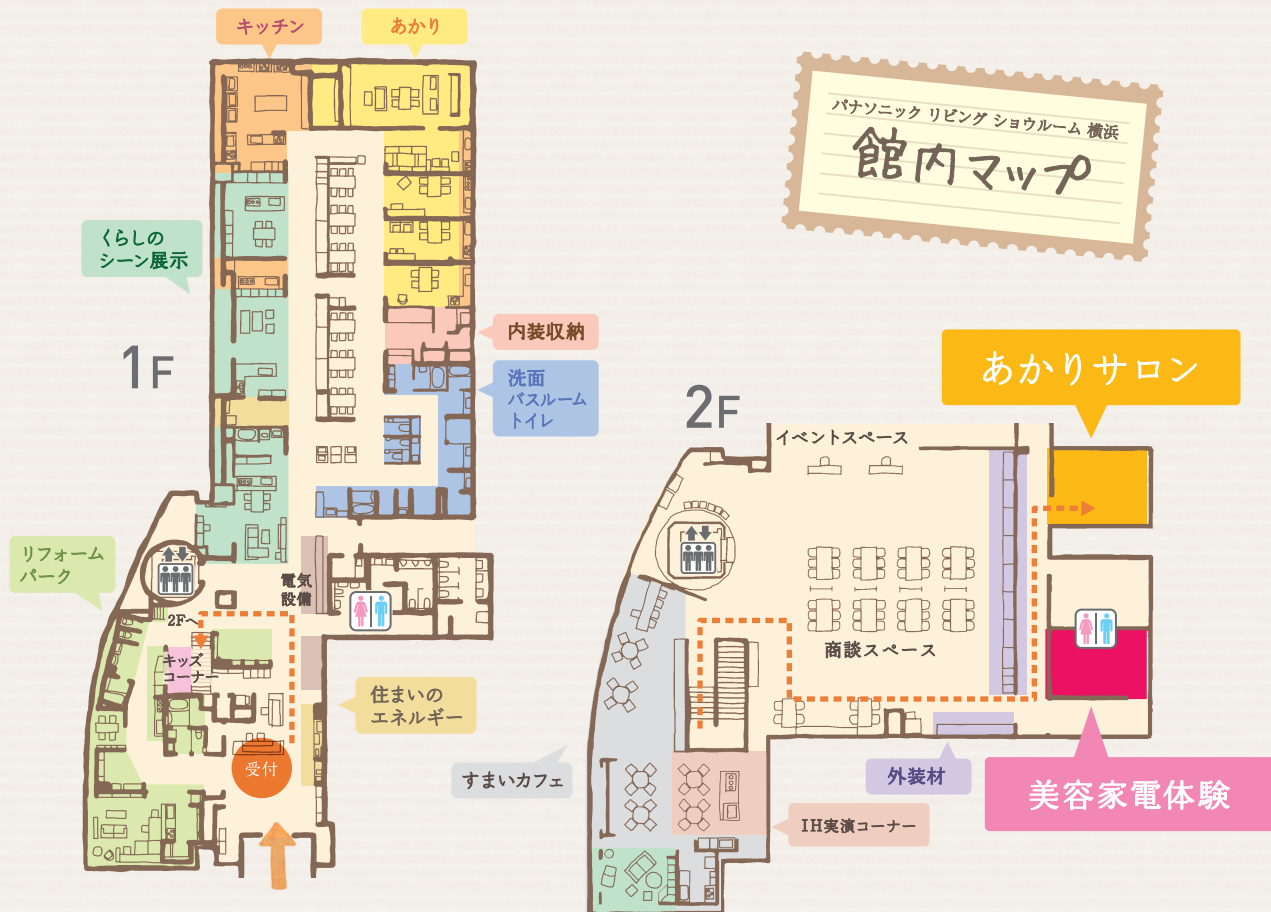 パナソニック リビング ショウルーム 横浜
館内マップ
1F
キッチン
あかり
くらしの
シーン展示
内装収納
洗面
バスルーム
トイレ
リフォーム
パーク
電気
設備
2Fへ
キッズ
コーナー
住まいの
エネルギー
受付
2F
イベントスペース
あかりサロン
商談スペース
すまいカフェ
外装材
美容家電体験
IH実演コーナー